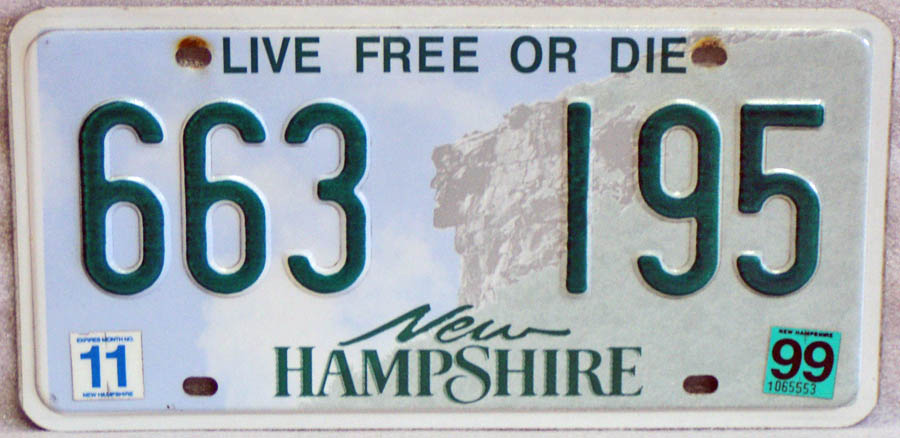 LIVE FREE OR DIE
663 195
New
HAMPSHIRE
EXPIRES MONTH NO.
11
NEW HAMPSHIRE
NEW HAMPSHIRE
99
1065553